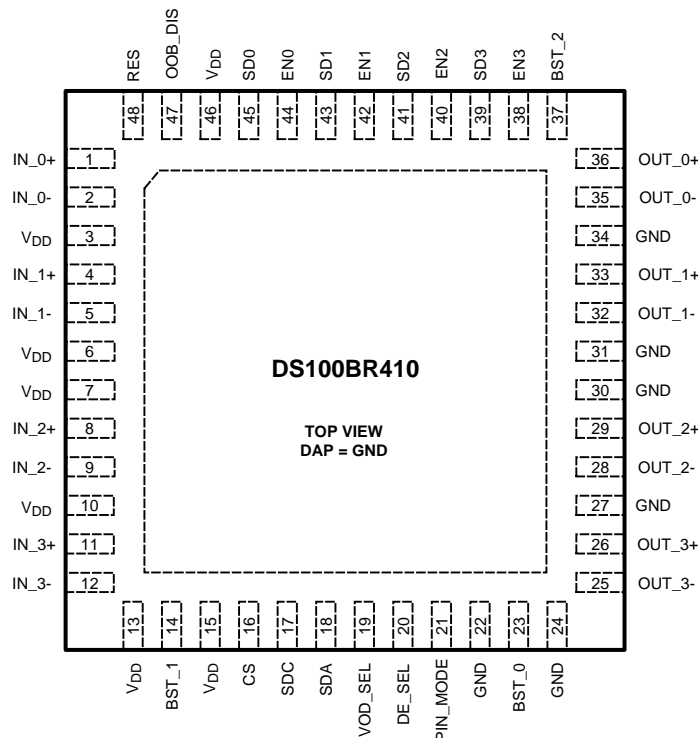 RES
OOB_DIS
VDD
SD0
EN0
SD1
EN1
SD2
EN2
SD3
EN3
BST_2
48
47
46
45
44
43
42
41
40
39
38
37
IN_0+ 1
36 OUT_0+
IN_0- 2
35 OUT_0-
VDD 3
34 GND
IN_1+ 4
33 OUT_1+
IN_1- 5
32 OUT_1-
VDD 6
31 GND
VDD 7
30 GND
IN_2+ 8
29 OUT_2+
IN_2- 9
28 OUT_2-
VDD 10
27 GND
IN_3+ 11
26 OUT_3+
IN_3- 12
25 OUT_3-
DS100BR410
TOP VIEW
DAP = GND
13
14
15
16
17
18
19
20
21
22
23
24
VDD
BST_1
VDD
CS
SDC
SDA
VOD_SEL
DE_SEL
PIN_MODE
GND
BST_0
GND